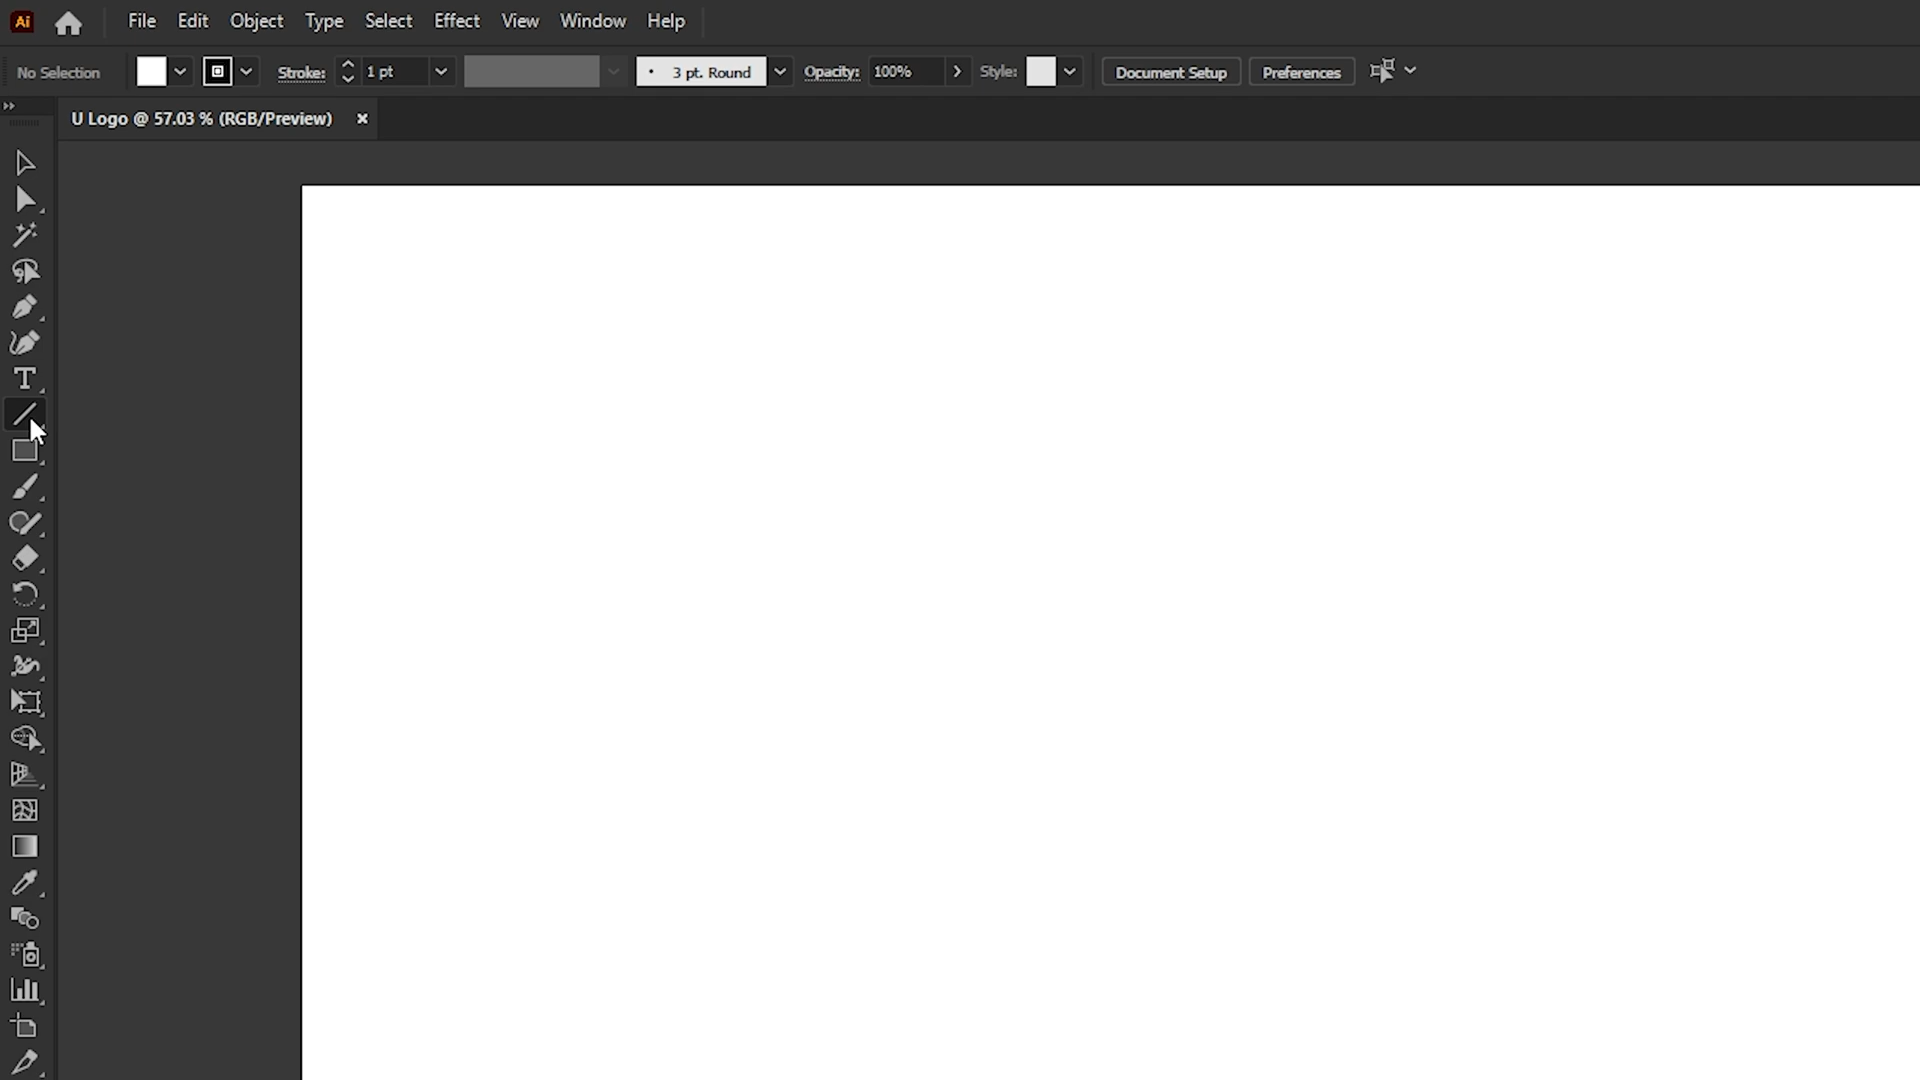 Ai File Edit Object Type Select Effect View Window Help
No Selection Stroke: 1 pt 3 pt. Round Opacity: 100% Style: Document Setup Preferences
U Logo @ 57.03 % (RGB/Preview)